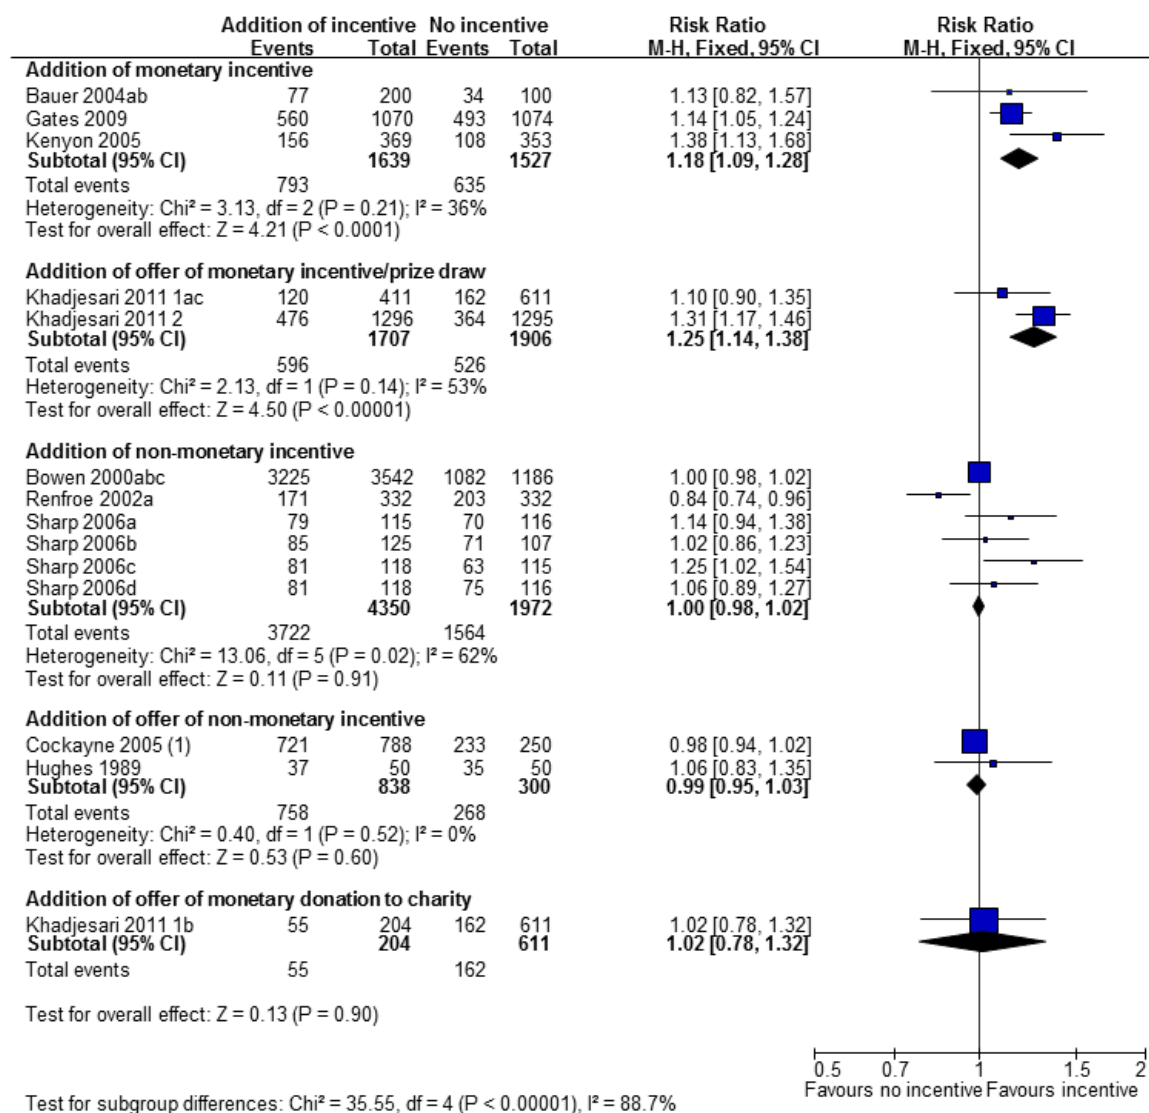 Addition of incentive No incentive Risk Ratio Risk Ratio
Events Total Events Total M-H, Fixed, 95% CI M-H, Fixed, 95% CI
Addition of monetary incentive
Bauer 2004ab 77 200 34 100 1.13 [0.82, 1.57]
Gates 2009 560 1070 493 1074 1.14 [1.05, 1.24]
Kenyon 2005 156 369 108 353 1.38 [1.13, 1.68]
Subtotal (95% CI) 1639 1527 1.18 [1.09, 1.28]
Total events 793 635
Heterogeneity: Chi² = 3.13, df = 2 (P = 0.21); I² = 36%
Test for overall effect: Z = 4.21 (P < 0.0001)
Addition of offer of monetary incentive/prize draw
Khadjesari 2011 1ac 120 411 162 611 1.10 [0.90, 1.35]
Khadjesari 2011 2 476 1296 364 1295 1.31 [1.17, 1.46]
Subtotal (95% CI) 1707 1906 1.25 [1.14, 1.38]
Total events 596 526
Heterogeneity: Chi² = 2.13, df = 1 (P = 0.14); I² = 53%
Test for overall effect: Z = 4.50 (P < 0.00001)
Addition of non-monetary incentive
Bowen 2000abc 3225 3542 1082 1186 1.00 [0.98, 1.02]
Renfroe 2002a 171 332 203 332 0.84 [0.74, 0.96]
Sharp 2006a 79 115 70 116 1.14 [0.94, 1.38]
Sharp 2006b 85 125 71 107 1.02 [0.86, 1.23]
Sharp 2006c 81 118 63 115 1.25 [1.02, 1.54]
Sharp 2006d 81 118 75 116 1.06 [0.89, 1.27]
Subtotal (95% CI) 4350 1972 1.00 [0.98, 1.02]
Total events 3722 1564
Heterogeneity: Chi² = 13.06, df = 5 (P = 0.02); I² = 62%
Test for overall effect: Z = 0.11 (P = 0.91)
Addition of offer of non-monetary incentive
Cockayne 2005 (1) 721 788 233 250 0.98 [0.94, 1.02]
Hughes 1989 37 50 35 50 1.06 [0.83, 1.35]
Subtotal (95% CI) 838 300 0.99 [0.95, 1.03]
Total events 758 268
Heterogeneity: Chi² = 0.40, df = 1 (P = 0.52); I² = 0%
Test for overall effect: Z = 0.53 (P = 0.60)
Addition of offer of monetary donation to charity
Khadjesari 2011 1b 55 204 162 611 1.02 [0.78, 1.32]
Subtotal (95% CI) 204 611 1.02 [0.78, 1.32]
Total events 55 162
Test for overall effect: Z = 0.13 (P = 0.90)
0.5 0.7 1 1.5 2
Favours no incentive Favours incentive
Test for subgroup differences: Chi² = 35.55, df = 4 (P < 0.00001), I² = 88.7%